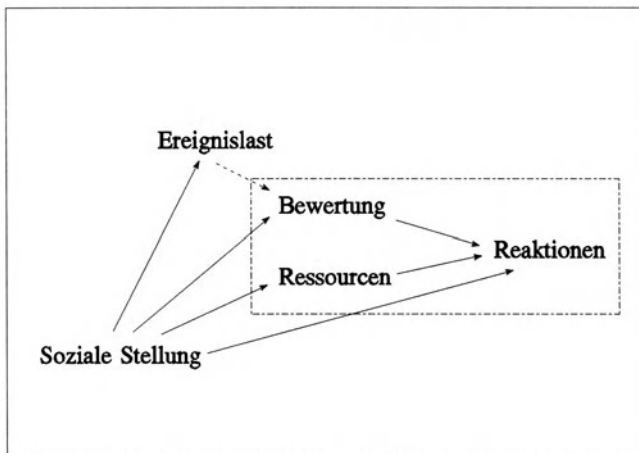 Ereignislast
Bewertung
Reaktionen
Ressourcen
Soziale Stellung